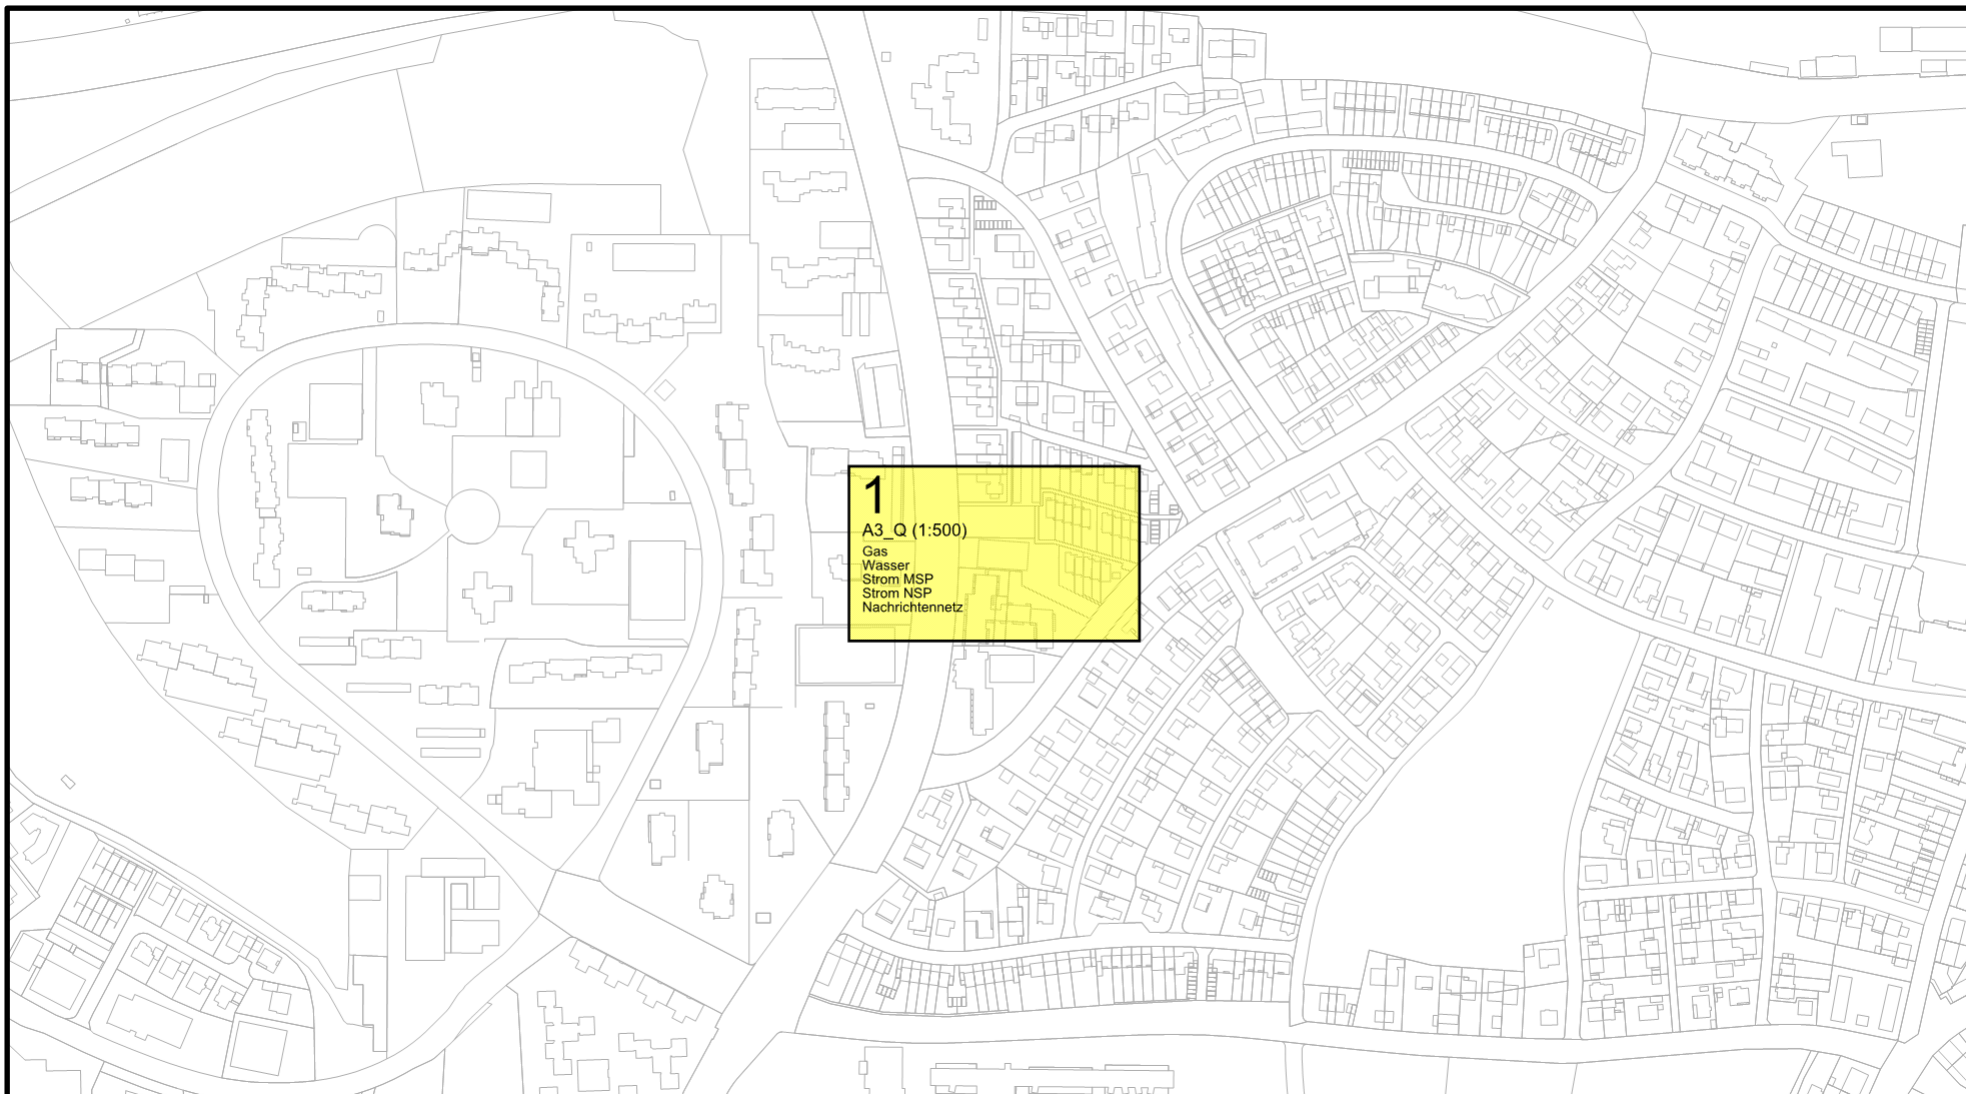 1
A3_Q (1:500)
Gas
Wasser
Strom MSP
Strom NSP
Nachrichtennetz